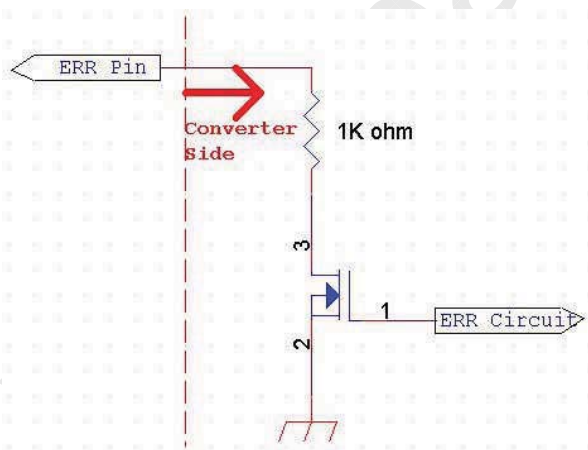 ERR Pin
Converter
Side
1K ohm
3
1
ERR Circuit
2